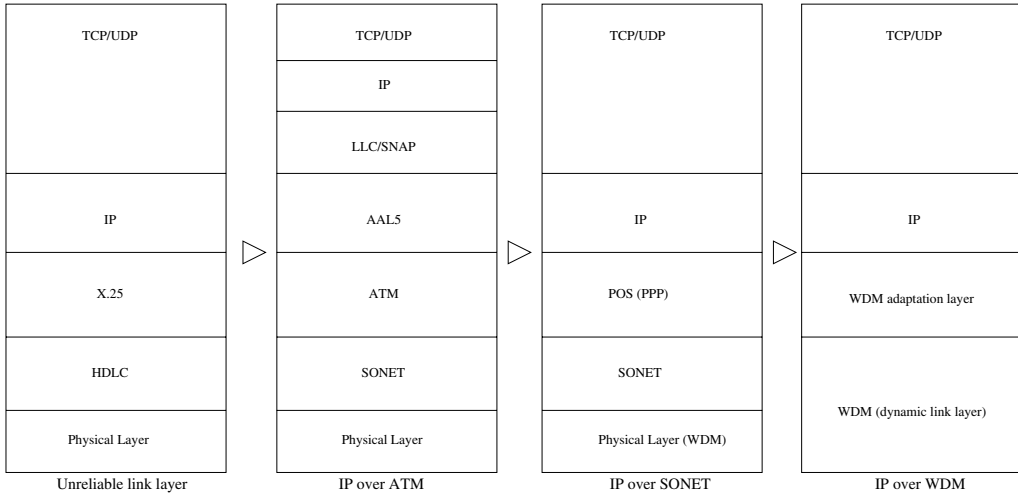 TCP/UDP
IP
X.25
HDLC
Physical Layer
Unreliable link layer
TCP/UDP
IP
LLC/SNAP
AAL5
ATM
SONET
Physical Layer
IP over ATM
TCP/UDP
IP
POS (PPP)
SONET
Physical Layer (WDM)
IP over SONET
TCP/UDP
IP
WDM adaptation layer
WDM (dynamic link layer)
IP over WDM